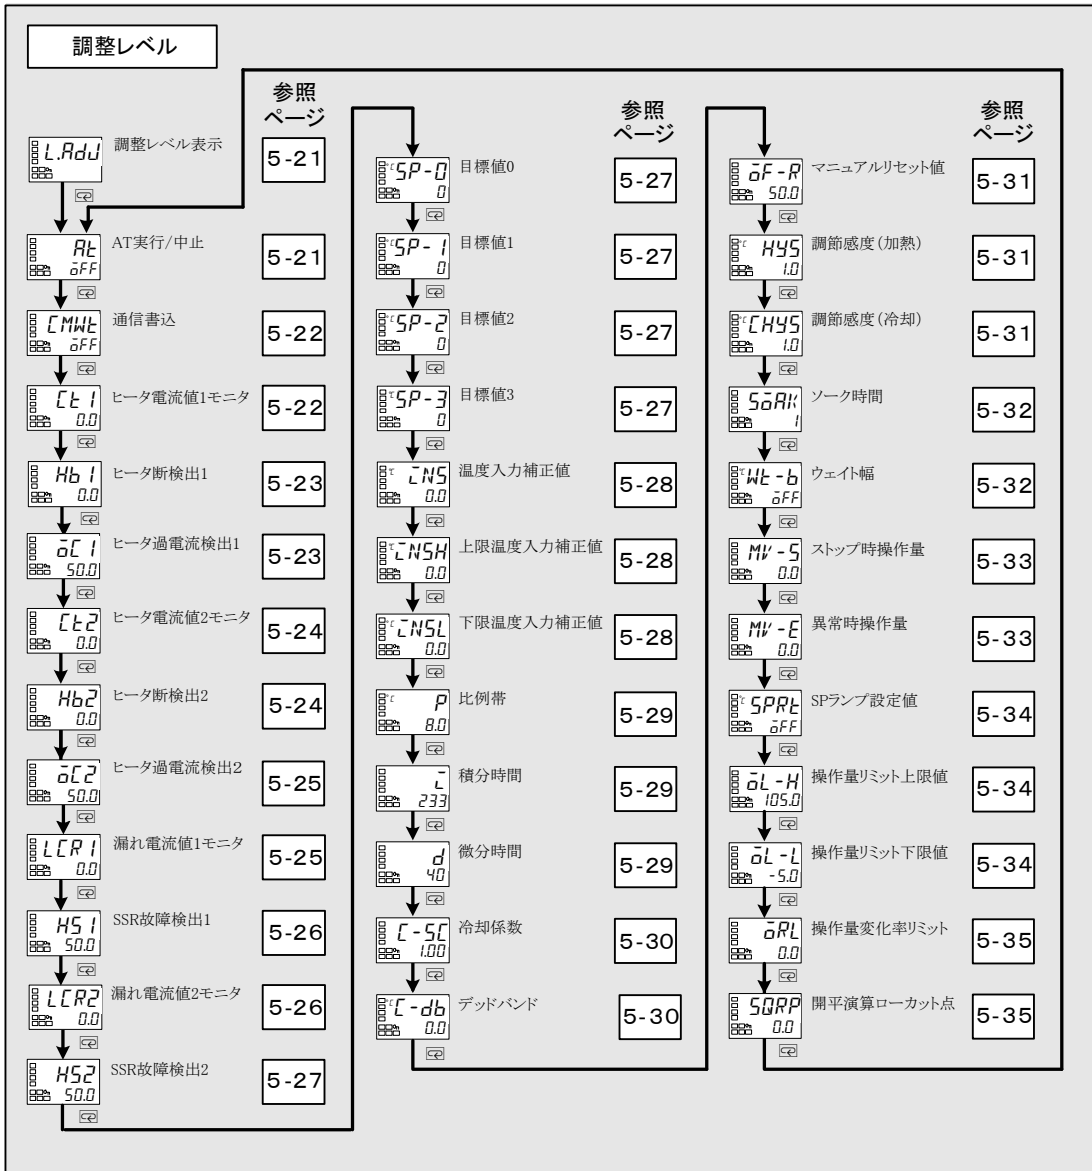 調整レベル
参照
ページ
L.AdJ
調整レベル表示
5-21
At
oFF
AT実行/中止
5-21
CMWt
oFF
通信書込
5-22
Ct1
0.0
ヒータ電流値1モニタ
5-22
Hb1
0.0
ヒータ断検出1
5-23
oC1
50.0
ヒータ過電流検出1
5-23
Ct2
0.0
ヒータ電流値2モニタ
5-24
Hb2
0.0
ヒータ断検出2
5-24
oC2
50.0
ヒータ過電流検出2
5-25
LCR1
0.0
漏れ電流値1モニタ
5-25
HS1
50.0
SSR故障検出1
5-26
LCR2
0.0
漏れ電流値2モニタ
5-26
HS2
50.0
SSR故障検出2
5-27
参照
ページ
℃
SP-0
0
目標値0
5-27
℃
SP-1
0
目標値1
5-27
℃
SP-2
0
目標値2
5-27
℃
SP-3
0
目標値3
5-27
℃
iNS
0.0
温度入力補正値
5-28
℃
iNSH
0.0
上限温度入力補正値
5-28
℃
iNSL
0.0
下限温度入力補正値
5-28
℃
P
8.0
比例帯
5-29
i
233
積分時間
5-29
d
40
微分時間
5-29
C-SC
1.00
冷却係数
5-30
℃
C-db
0.0
デッドバンド
5-30
参照
ページ
oF-R
50.0
マニュアルリセット値
5-31
℃
HYS
1.0
調節感度(加熱)
5-31
℃
CHYS
1.0
調節感度(冷却)
5-31
SoAK
1
ソーク時間
5-32
℃
Wt-b
oFF
ウェイト幅
5-32
MV-S
0.0
ストップ時操作量
5-33
MV-E
0.0
異常時操作量
5-33
℃
SPRt
oFF
SPランプ設定値
5-34
oL-H
105.0
操作量リミット上限値
5-34
oL-L
-5.0
操作量リミット下限値
5-34
oRL
0.0
操作量変化率リミット
5-35
SQRP
0.0
開平演算ローカット点
5-35